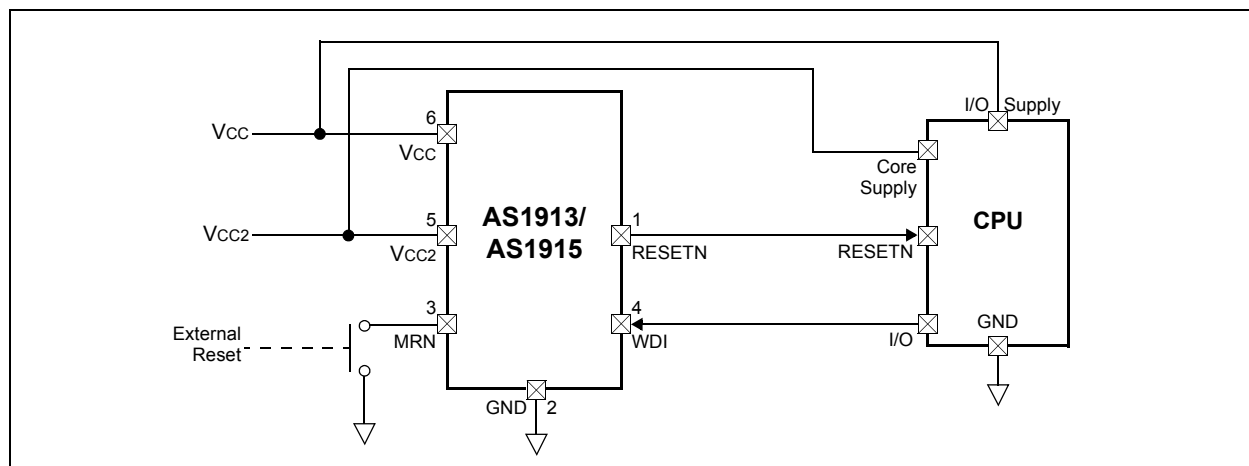 I/O Supply
6
VCC
VCC
Core
Supply
AS1913/
AS1915
CPU
5
VCC2
VCC2
1
RESETN
RESETN
3
MRN
External
Reset
4
WDI
I/O
GND
GND 2